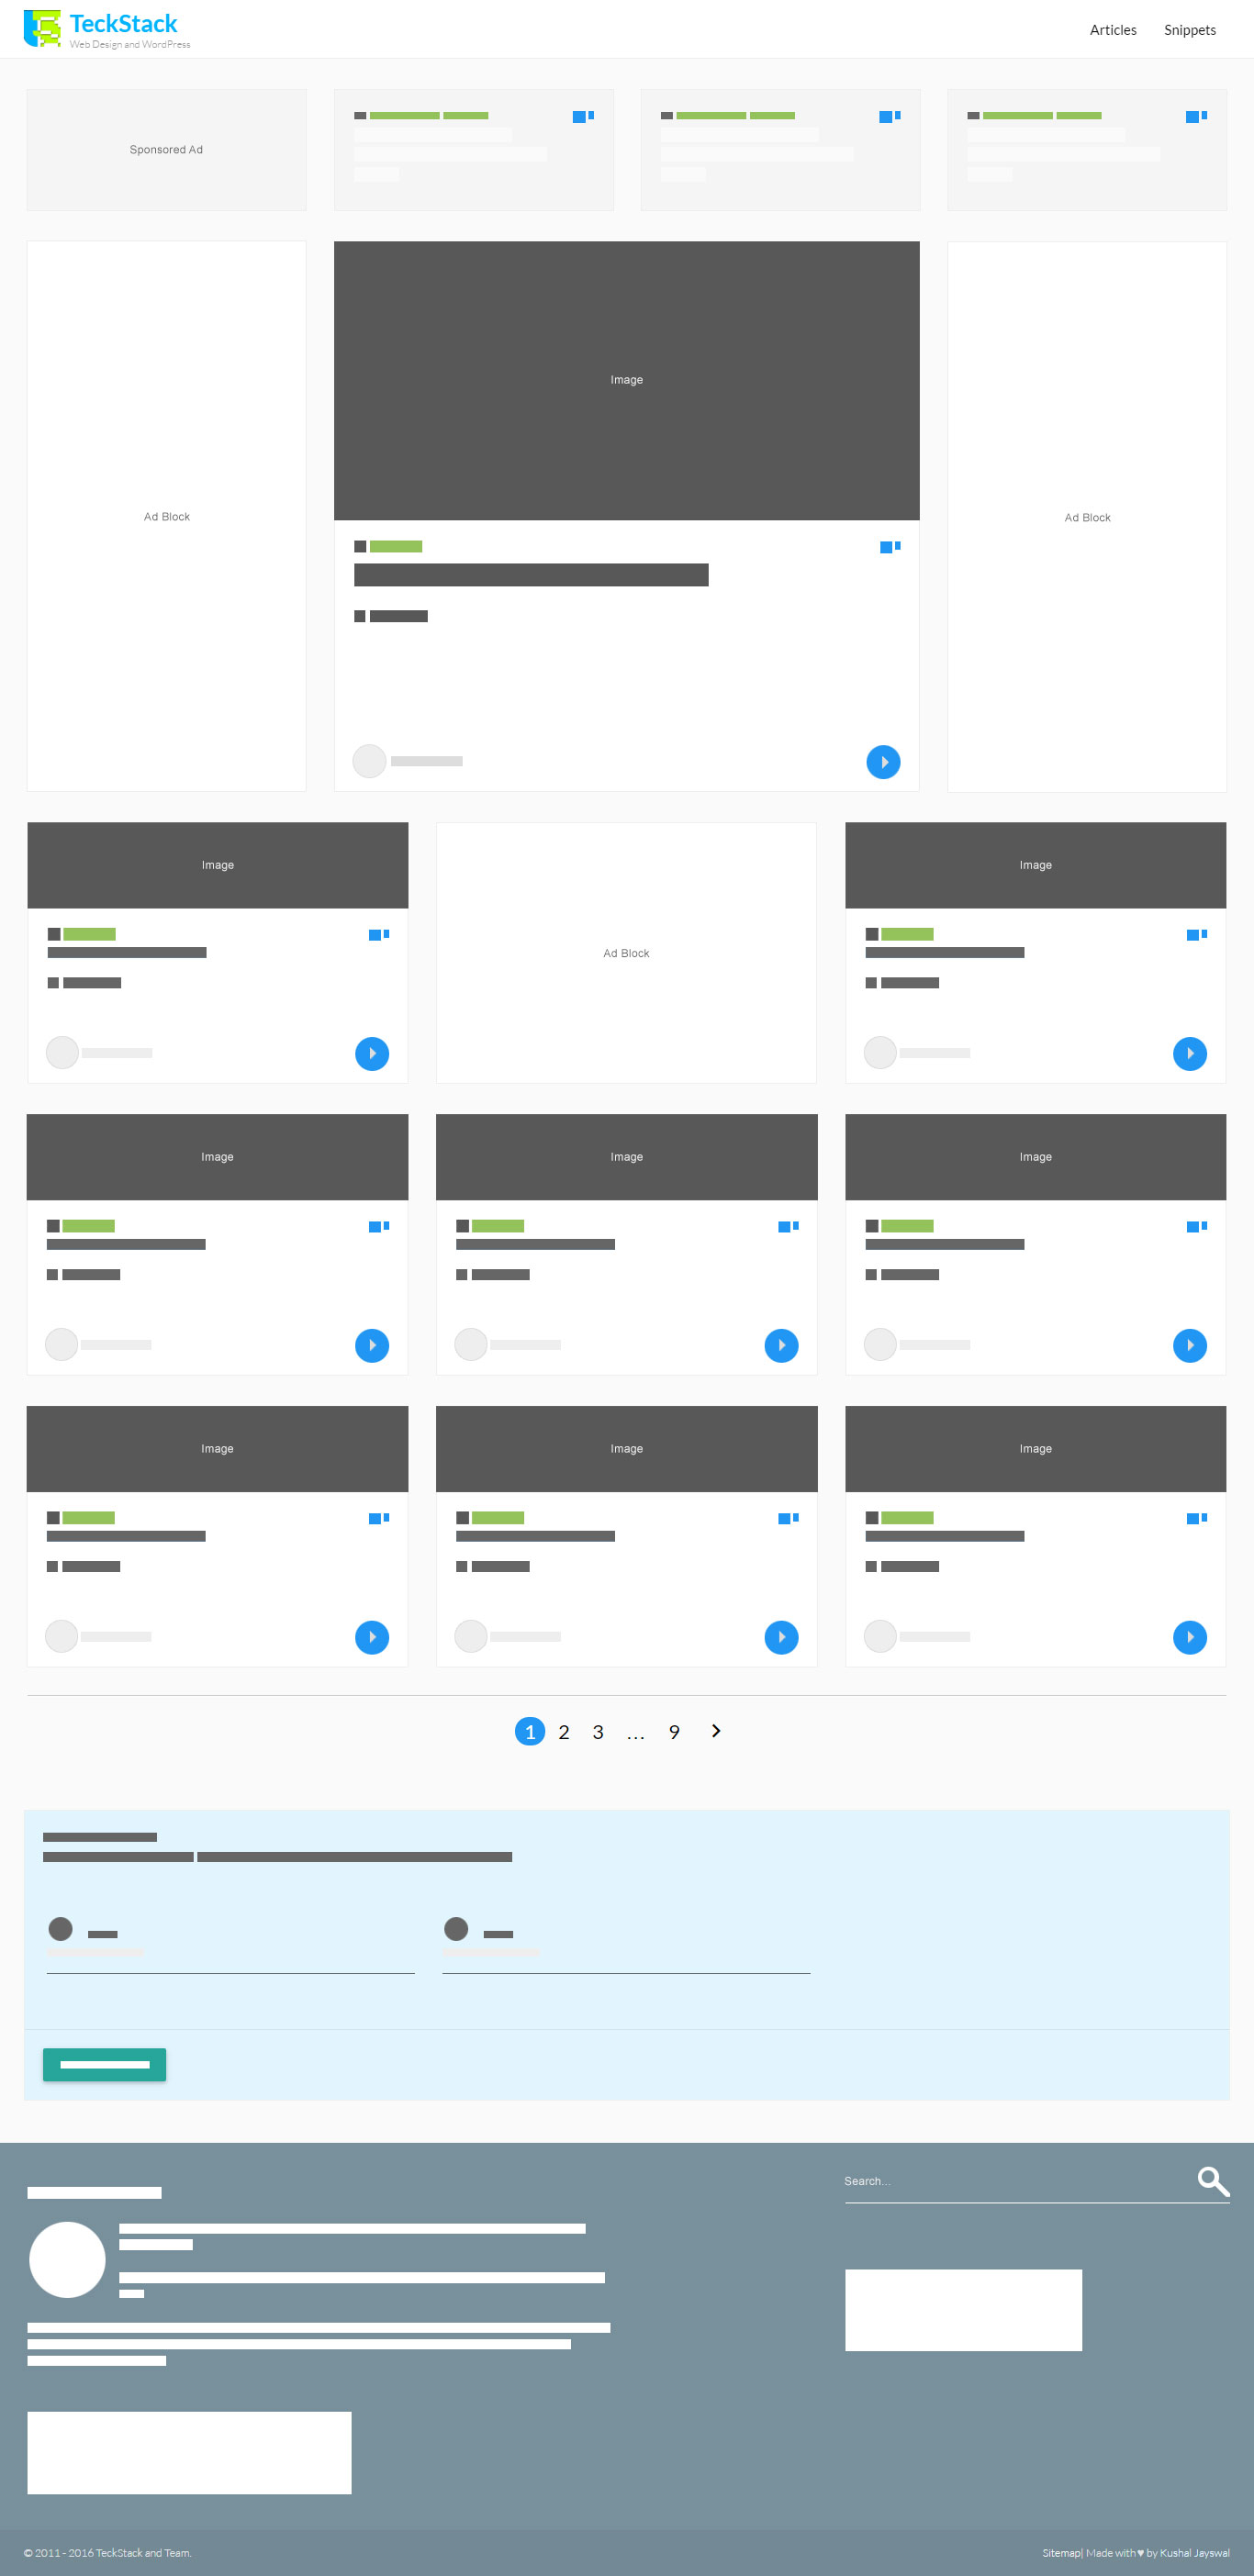 TeckStack
Web Design and WordPress
Articles Snippets
Sponsored Ad
Image
Ad Block
Ad Block
Image
Ad Block
Image
Image
Image
Image
Image
Image
Image
1 2 3 ... 9
Search...
© 2011 - 2016 TeckStack and Team.
Sitemap| Made with ♥ by Kushal Jayswal